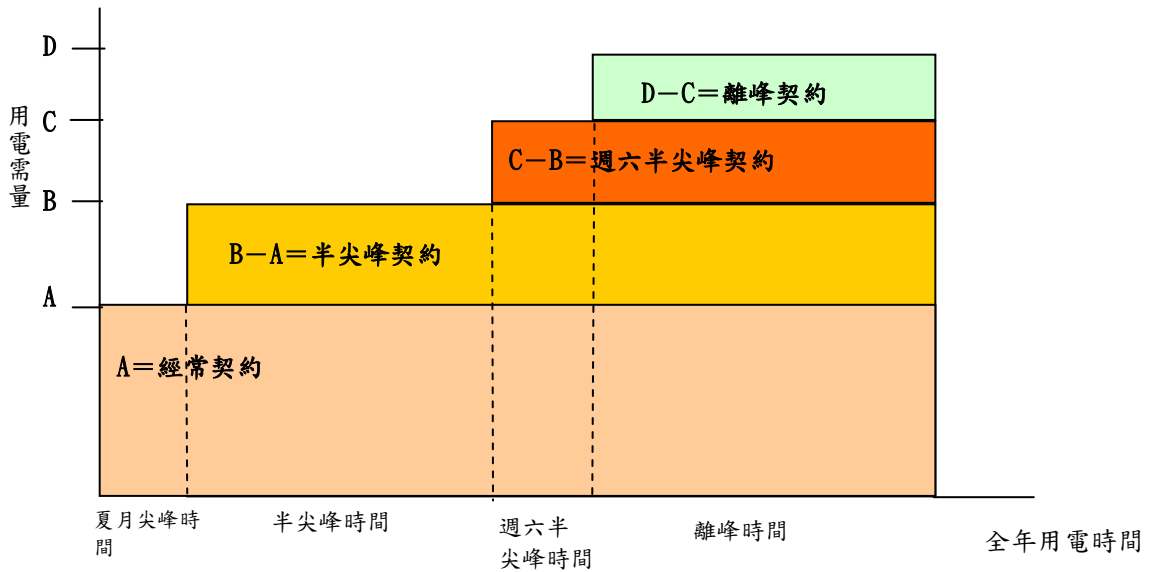 D
D－C＝離峰契約
用電需量
C
C－B＝週六半尖峰契約
B
B－A＝半尖峰契約
A
A＝經常契約
夏月尖峰時
間
半尖峰時間
週六半
尖峰時間
離峰時間
全年用電時間